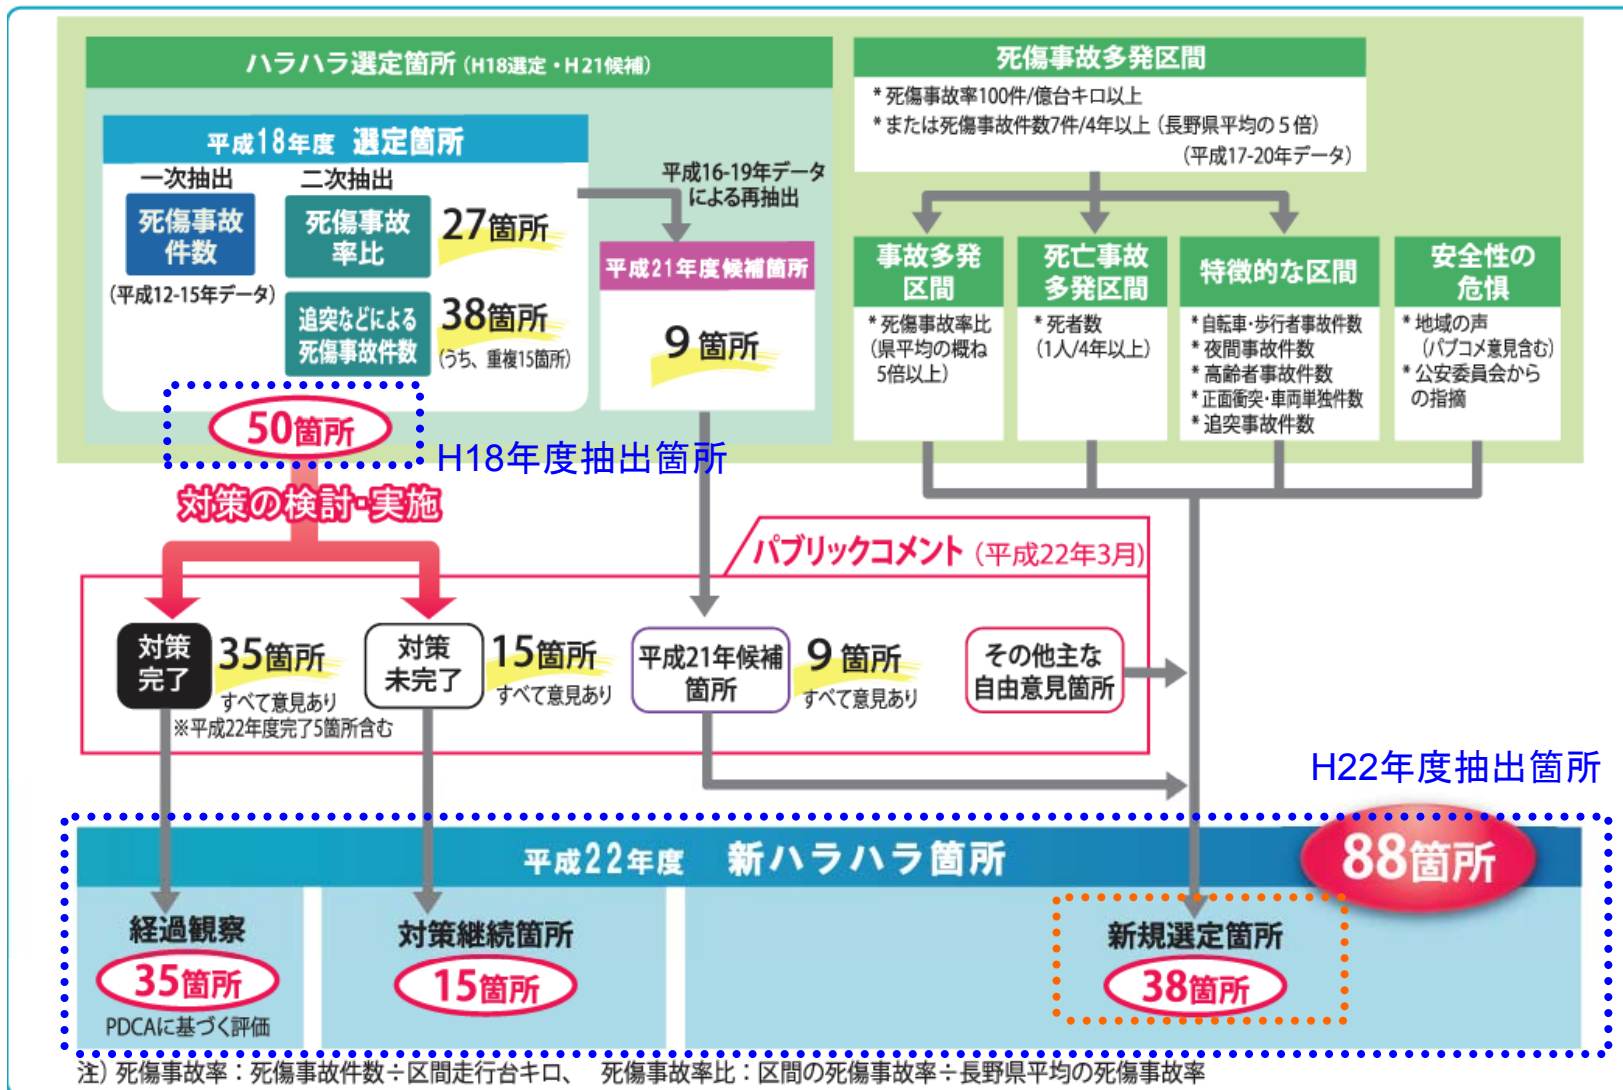 ハラハラ選定箇所（H18選定・H21候補）
平成18年度 選定箇所
一次抽出
死傷事故
件数
（平成12-15年データ）
二次抽出
死傷事故
率比
27箇所
追突などによる
死傷事故件数
38箇所
（うち、重複15箇所）
50箇所
H18年度抽出箇所
平成16-19年データ
による再抽出
平成21年度候補箇所
9箇所
死傷事故多発区間
* 死傷事故率100件/億台キロ以上
* または死傷事故件数7件/4年以上（長野県平均の５倍）
（平成17-20年データ）
事故多発
区間
* 死傷事故率比
（県平均の概ね
5倍以上）
死亡事故
多発区間
* 死者数
（1人/4年以上）
特徴的な区間
* 自転車・歩行者事故件数
* 夜間事故件数
* 高齢者事故件数
* 正面衝突・車両単独件数
* 追突事故件数
安全性の
危惧
* 地域の声
（パブコメ意見含む）
* 公安委員会から
の指摘
対策の検討・実施
パブリックコメント（平成22年3月）
対策
完了
35箇所
すべて意見あり
※平成22年度完了5箇所含む
対策
未完了
15箇所
すべて意見あり
平成21年候補
箇所
9箇所
すべて意見あり
その他主な
自由意見箇所
H22年度抽出箇所
平成22年度 新ハラハラ箇所
88箇所
経過観察
35箇所
PDCAに基づく評価
対策継続箇所
15箇所
新規選定箇所
38箇所
注）死傷事故率：死傷事故件数÷区間走行台キロ、 死傷事故率比：区間の死傷事故率÷長野県平均の死傷事故率